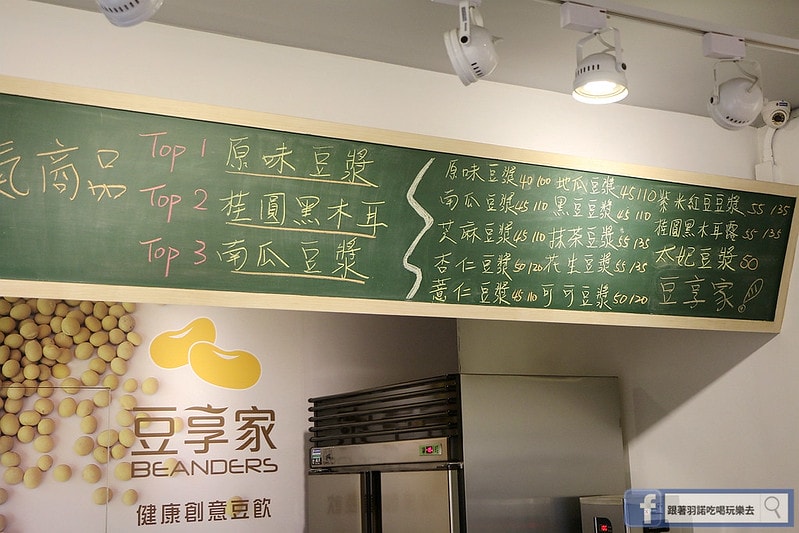 氣商品
Top 1 原味豆漿
Top 2 桂圓黑木耳
Top 3 南瓜豆漿
原味豆漿 40 100
南瓜豆漿 45 110
芝麻豆漿 45 110
杏仁豆漿 50 120
薏仁豆漿 45 110
地瓜豆漿 45 110
黑豆豆漿 45 110
抹茶豆漿 55 135
花生豆漿 55 135
可可豆漿 50 120
紫米紅豆豆漿 55 135
桂圓黑木耳露 55 135
太妃豆漿 50
豆享家
豆享家
BEANDERS
健康創意豆飲
f 跟著羽諾吃喝玩樂去